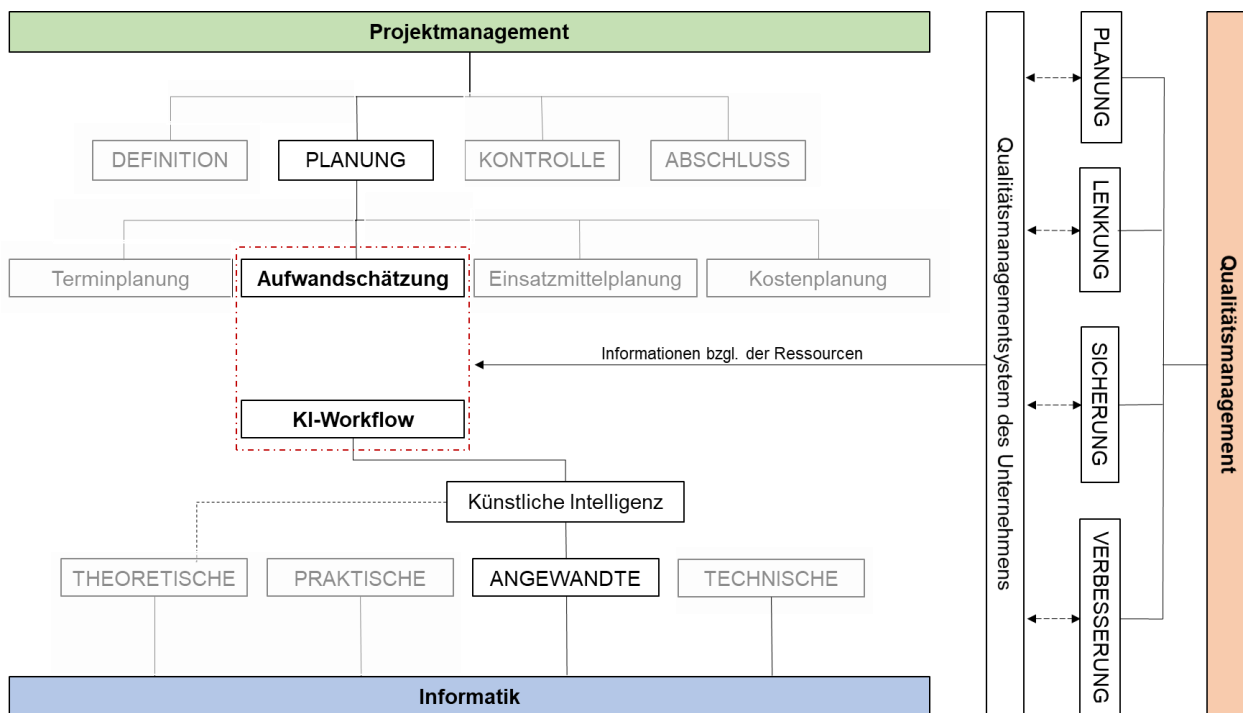 Projektmanagement
DEFINITION
PLANUNG
KONTROLLE
ABSCHLUSS
Terminplanung
Aufwandschätzung
Einsatzmittelplanung
Kostenplanung
Informationen bzgl. der Ressourcen
KI-Workflow
Künstliche Intelligenz
THEORETISCHE
PRAKTISCHE
ANGEWANDTE
TECHNISCHE
Informatik
Qualitätsmanagementsystem des Unternehmens
PLANUNG
LENKUNG
SICHERUNG
VERBESSERUNG
Qualitätsmanagement